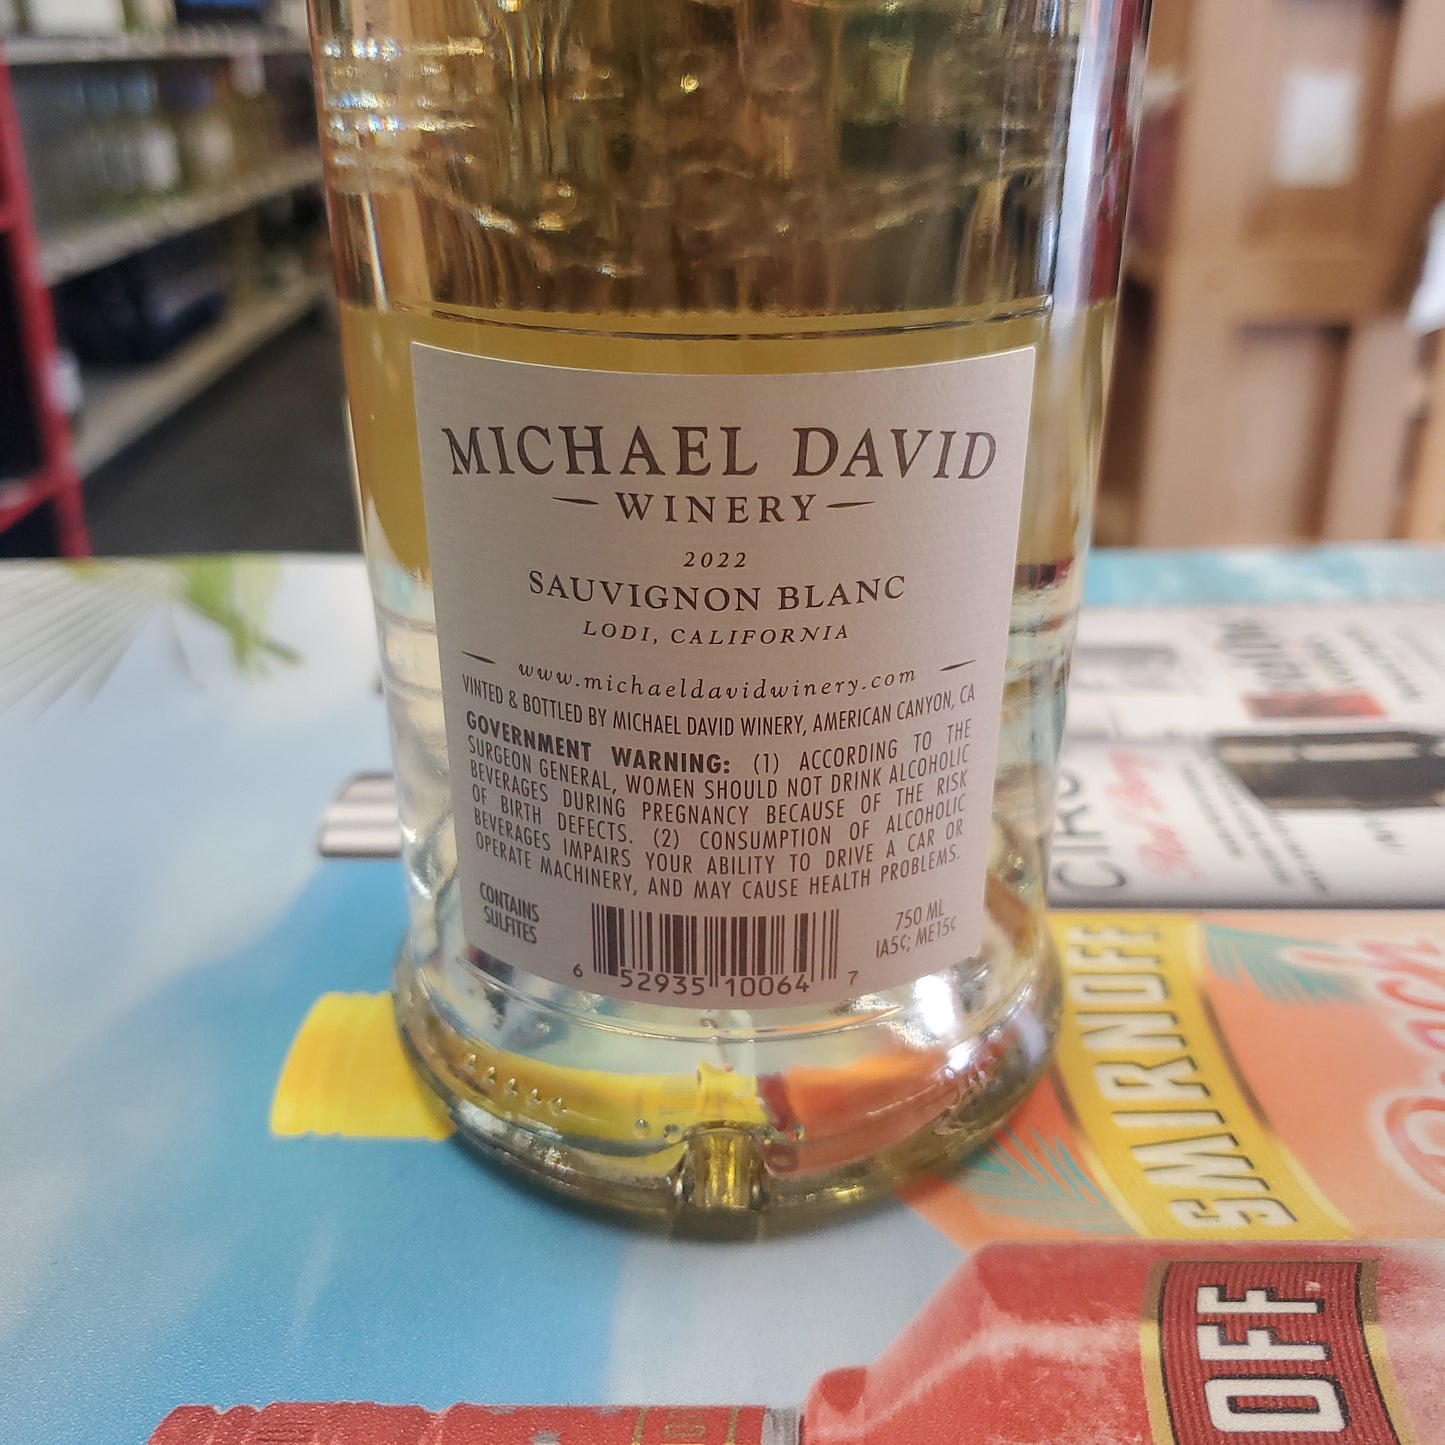 MICHAEL DAVID
WINERY
2022
SAUVIGNON BLANC
LODI, CALIFORNIA
www.michaeldavidwinery.com
VINTED & BOTTLED BY MICHAEL DAVID WINERY, AMERICAN CANYON, CA
GOVERNMENT WARNING: (1) ACCORDING TO THE
SURGEON GENERAL, WOMEN SHOULD NOT DRINK ALCOHOLIC
BEVERAGES DURING PREGNANCY BECAUSE OF THE RISK
OF BIRTH DEFECTS. (2) CONSUMPTION OF ALCOHOLIC
BEVERAGES IMPAIRS YOUR ABILITY TO DRIVE A CAR OR
OPERATE MACHINERY, AND MAY CAUSE HEALTH PROBLEMS.
CONTAINS
SULFITES
750 ML
IA5¢; ME15¢
6 52935 10064 7
CIRO
SMIRNOFF
OFF